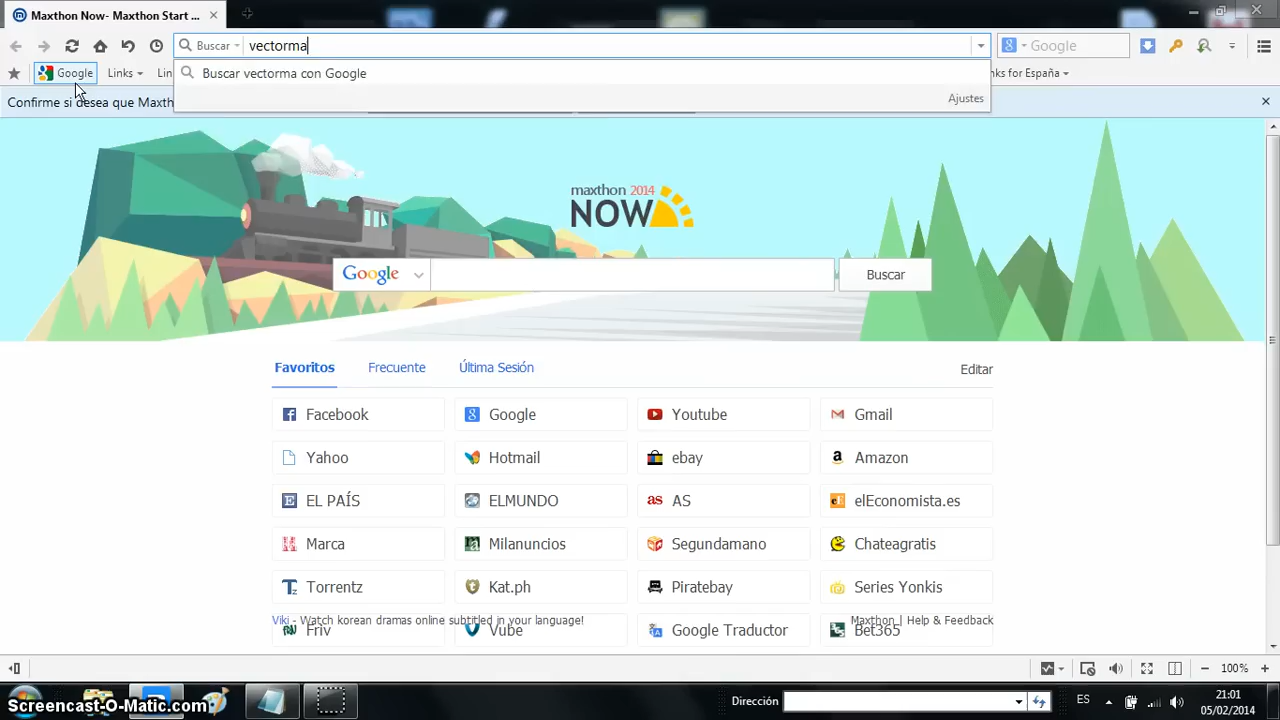 Maxthon Now- Maxthon Start ...
Buscar
vectorma
Google
Google
Links
Lin
ks for España
Buscar vectorma con Google
Ajustes
Confirme si desea que Maxth
maxthon 2014
NOW
Google
Buscar
Favoritos
Frecuente
Última Sesión
Editar
Facebook
Google
Youtube
Gmail
Yahoo
Hotmail
ebay
Amazon
EL PAÍS
ELMUNDO
AS
elEconomista.es
Marca
Milanuncios
Segundamano
Chateagratis
Torrentz
Kat.ph
Piratebay
Series Yonkis
Viki - Watch korean dramas online subtitled in your language!
Maxthon | Help & Feedback
Friv
Vube
Google Traductor
Bet365
100%
Screencast-O-Matic.com
Dirección
ES
21:01
05/02/2014